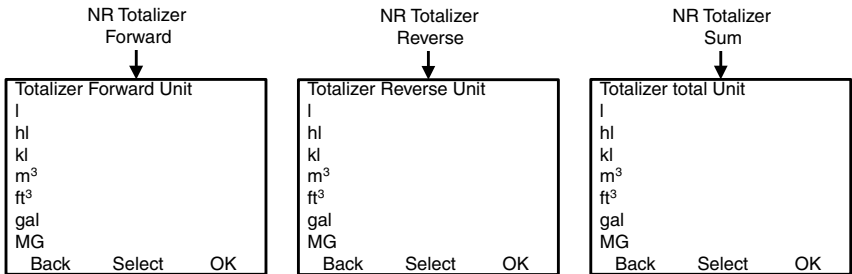 NR Totalizer
Forward
Totalizer Forward Unit
l
hl
kl
m³
ft³
gal
MG
Back Select OK
NR Totalizer
Reverse
Totalizer Reverse Unit
l
hl
kl
m³
ft³
gal
MG
Back Select OK
NR Totalizer
Sum
Totalizer total Unit
l
hl
kl
m³
ft³
gal
MG
Back Select OK